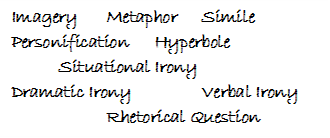 Imagery Metaphor Simile
Personification Hyperbole
Situational Irony
Dramatic Irony Verbal Irony
Rhetorical Question